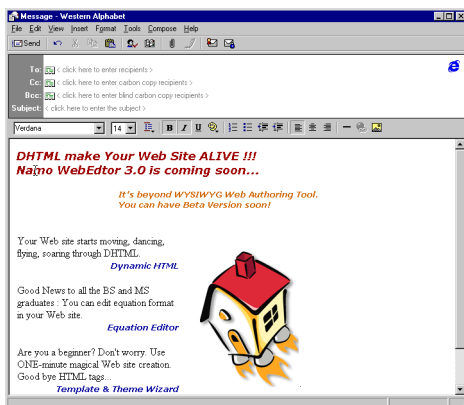 Message - Western Alphabet
File Edit View Insert Format Tools Compose Help
Send
To: < click here to enter recipients >
Cc: < click here to enter carbon copy recipients >
Bcc: < click here to enter blind carbon copy recipients >
Subject: < click here to enter the subject >
Verdana 14 B I U
DHTML make Your Web Site ALIVE !!!
Namo WebEdtor 3.0 is coming soon...
It's beyond WYSIWYG Web Authoring Tool.
You can have Beta Version soon!
Your Web site starts moving, dancing,
flying, soaring through DHTML.
Dynamic HTML
Good News to all the BS and MS
graduates : You can edit equation format
in your Web site.
Equation Editor
Are you a beginner? Don't worry. Use
ONE-minute magical Web site creation.
Good bye HTML tags...
Template & Theme Wizard